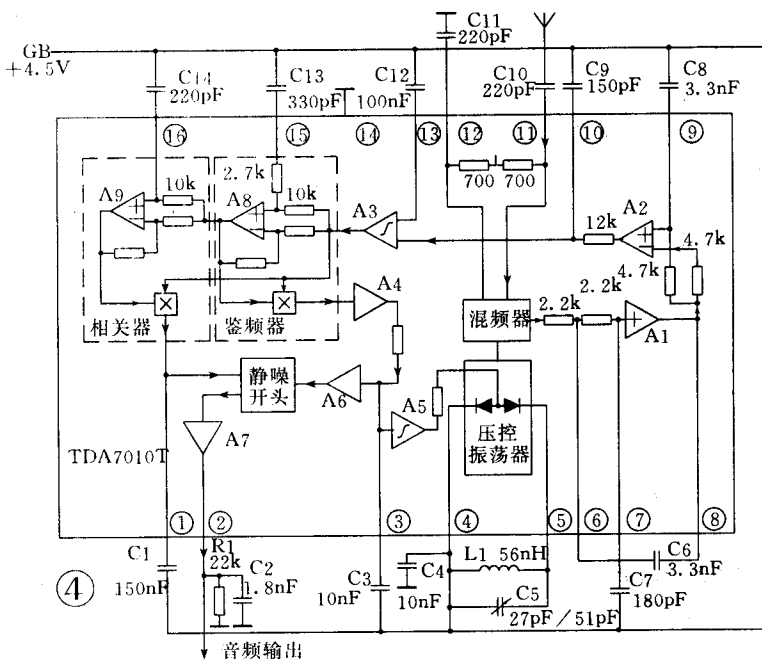 C11
220pF
GB
+4.5V
C14
220pF
C13
330pF
C12
100nF
C10
220pF
C9
150pF
C8
3.3nF
⑯
⑮
⑭
⑬
⑫
⑪
⑩
⑨
A9
10k
2.7k
A8
10k
A3
700
700
12k
A2
4.7k
4.7k
相关器
鉴频器
A4
混频器
2.2k
2.2k
A1
静噪
开头
A6
A5
压控
振荡器
A7
TDA7010T
①
②
③
④
⑤
⑥
⑦
⑧
C1
150nF
R1
22k
C2
1.8nF
C3
10nF
C4
10nF
L1 56nH
C5
27pF/51pF
C6
3.3nF
C7
180pF
④
音频输出